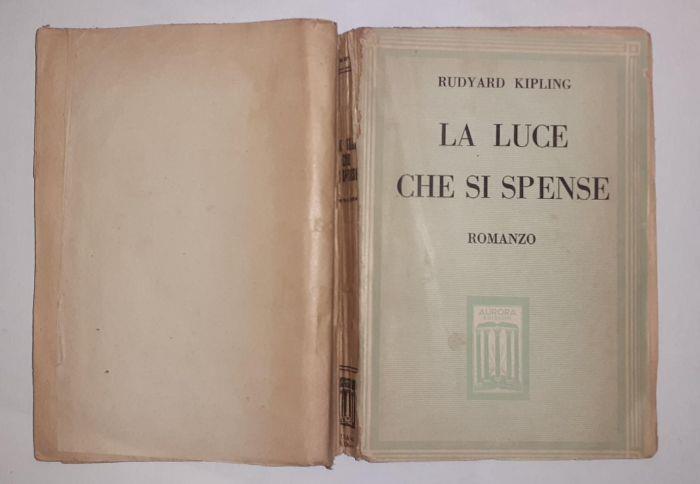 RUDYARD KIPLING
LA LUCE
CHE SI SPENSE
ROMANZO
AURORA